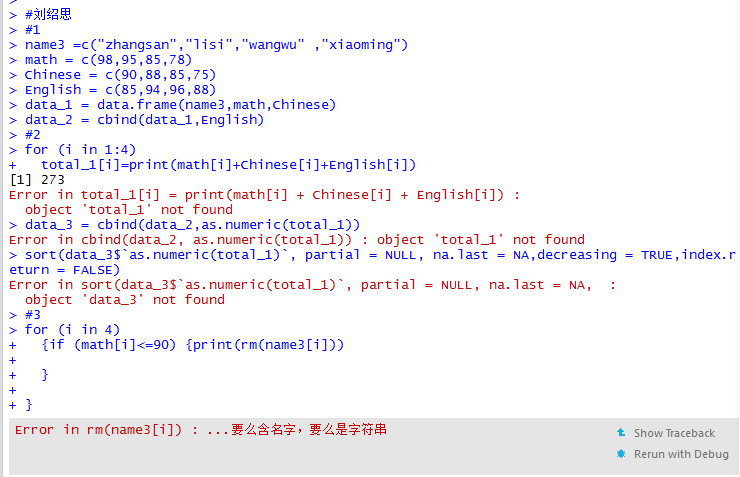 >
> #刘绍思
> #1
> name3 =c("zhangsan","lisi","wangwu" ,"xiaoming")
> math = c(98,95,85,78)
> Chinese = c(90,88,85,75)
> English = c(85,94,96,88)
> data_1 = data.frame(name3,math,Chinese)
> data_2 = cbind(data_1,English)
> #2
> for (i in 1:4)
+   total_1[i]=print(math[i]+Chinese[i]+English[i])
[1] 273
Error in total_1[i] = print(math[i] + Chinese[i] + English[i]) :
  object 'total_1' not found
> data_3 = cbind(data_2,as.numeric(total_1))
Error in cbind(data_2, as.numeric(total_1)) : object 'total_1' not found
> sort(data_3$`as.numeric(total_1)`, partial = NULL, na.last = NA,decreasing = TRUE,index.r
eturn = FALSE)
Error in sort(data_3$`as.numeric(total_1)`, partial = NULL, na.last = NA,  :
  object 'data_3' not found
> #3
> for (i in 4)
+   {if (math[i]<=90) {print(rm(name3[i]))
+
+   }
+
+ }
Error in rm(name3[i]) : ...要么含名字，要么是字符串
Show Traceback
Rerun with Debug